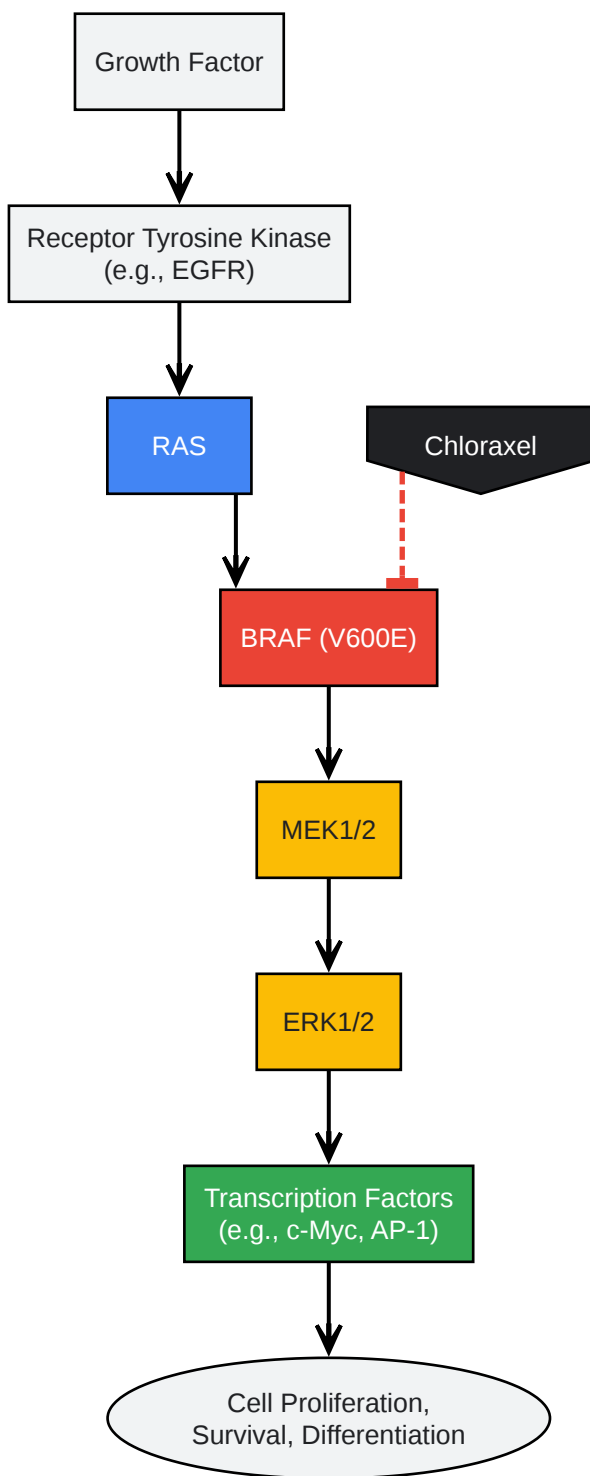 Growth Factor
Receptor Tyrosine Kinase
(e.g., EGFR)
RAS
Chloraxel
BRAF (V600E)
MEK1/2
ERK1/2
Transcription Factors
(e.g., c-Myc, AP-1)
Cell Proliferation,
Survival, Differentiation